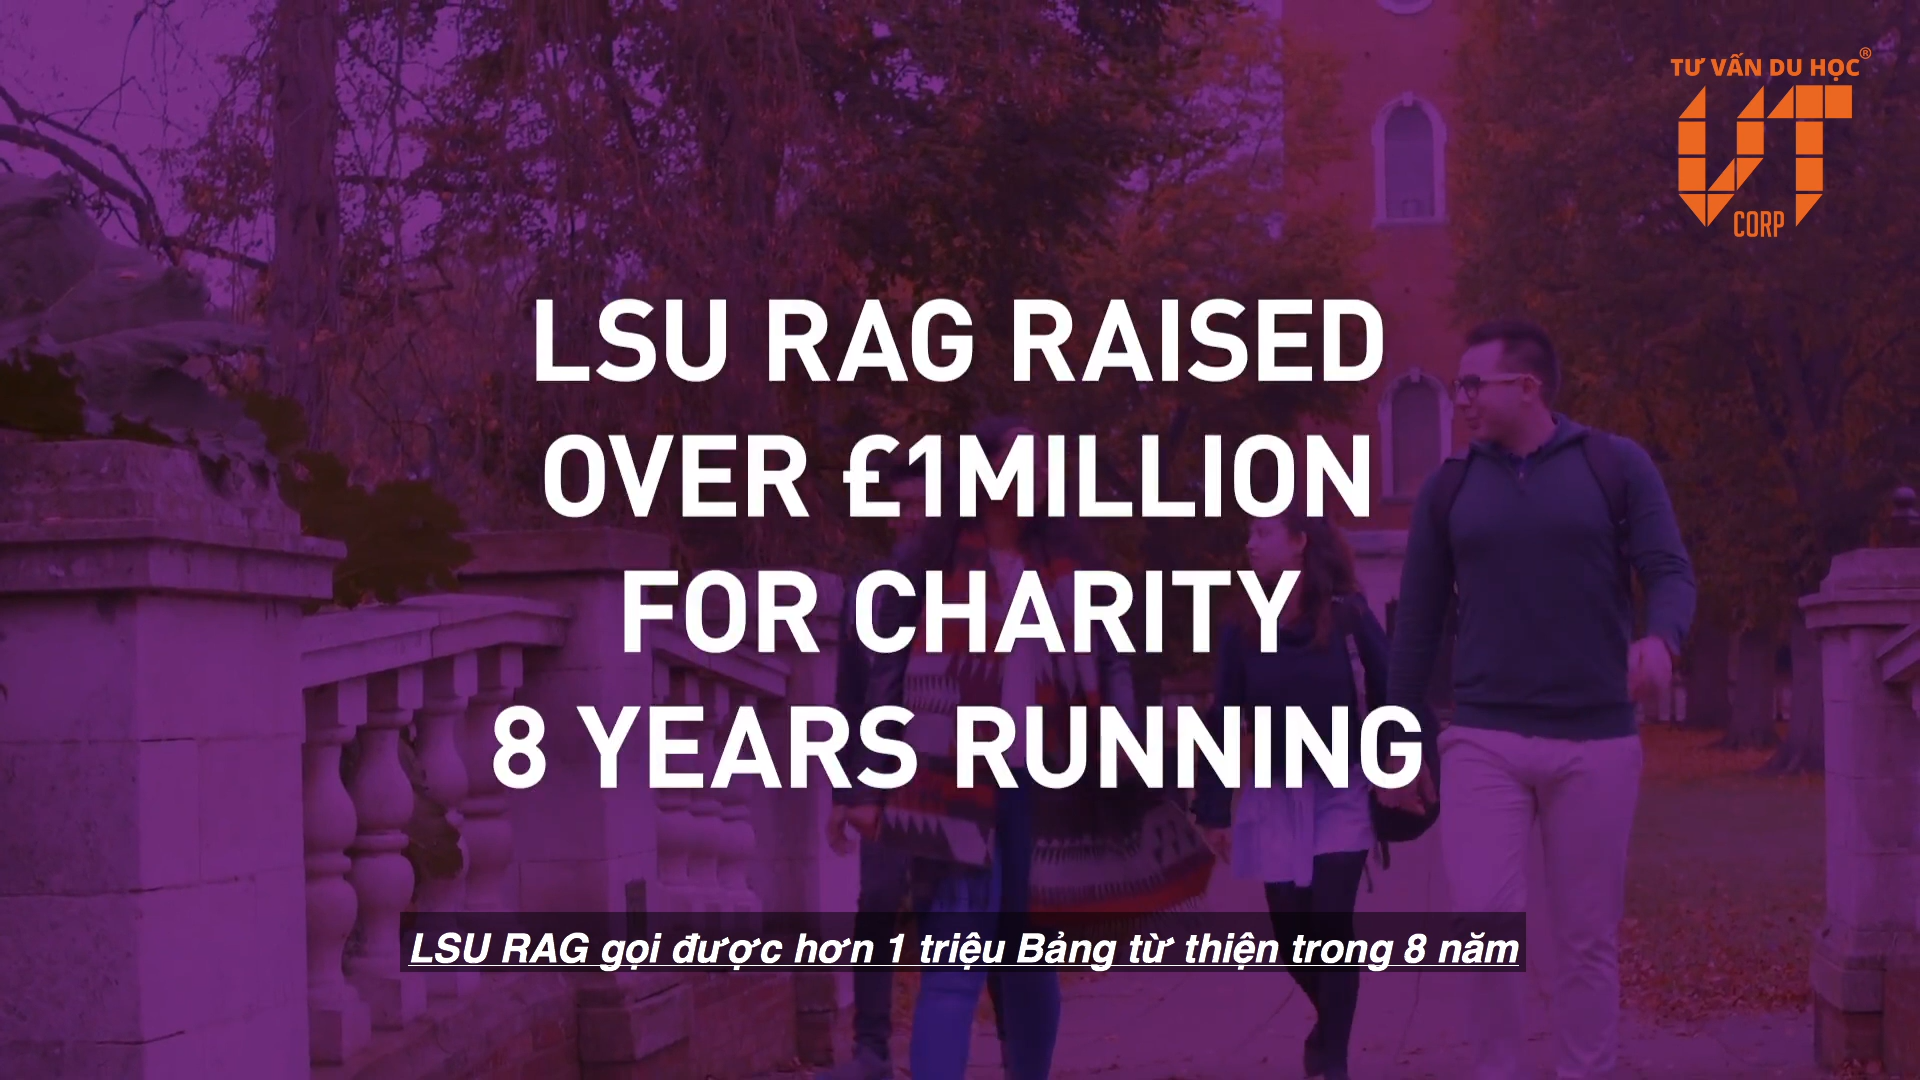 TƯ VẤN DU HỌC®
VT
CORP
LSU RAG RAISED
OVER £1MILLION
FOR CHARITY
8 YEARS RUNNING
LSU RAG gọi được hơn 1 triệu Bảng từ thiện trong 8 năm